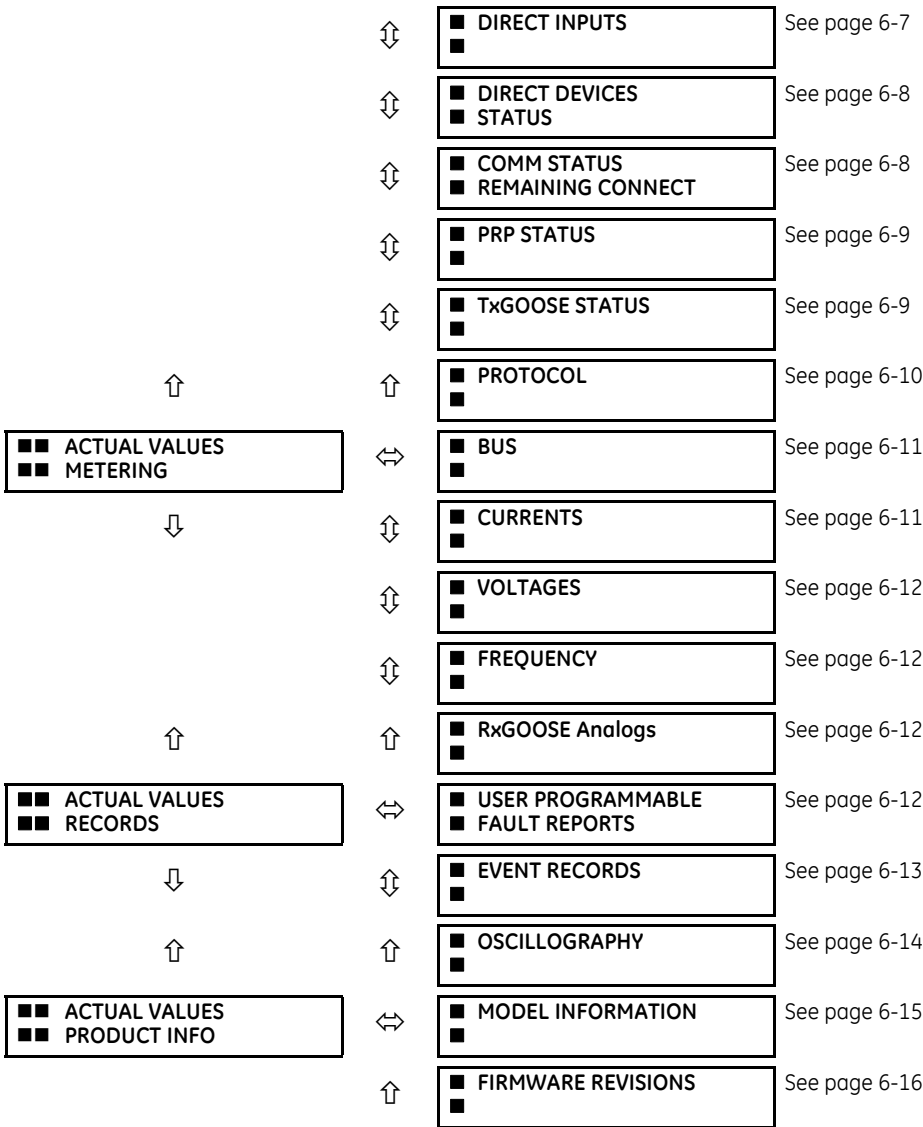 DIRECT INPUTS See page 6-7
DIRECT DEVICES See page 6-8
STATUS
COMM STATUS See page 6-8
REMAINING CONNECT
PRP STATUS See page 6-9
TxGOOSE STATUS See page 6-9
PROTOCOL See page 6-10
ACTUAL VALUES
METERING
BUS See page 6-11
CURRENTS See page 6-11
VOLTAGES See page 6-12
FREQUENCY See page 6-12
RxGOOSE Analogs See page 6-12
ACTUAL VALUES
RECORDS
USER PROGRAMMABLE See page 6-12
FAULT REPORTS
EVENT RECORDS See page 6-13
OSCILLOGRAPHY See page 6-14
ACTUAL VALUES
PRODUCT INFO
MODEL INFORMATION See page 6-15
FIRMWARE REVISIONS See page 6-16